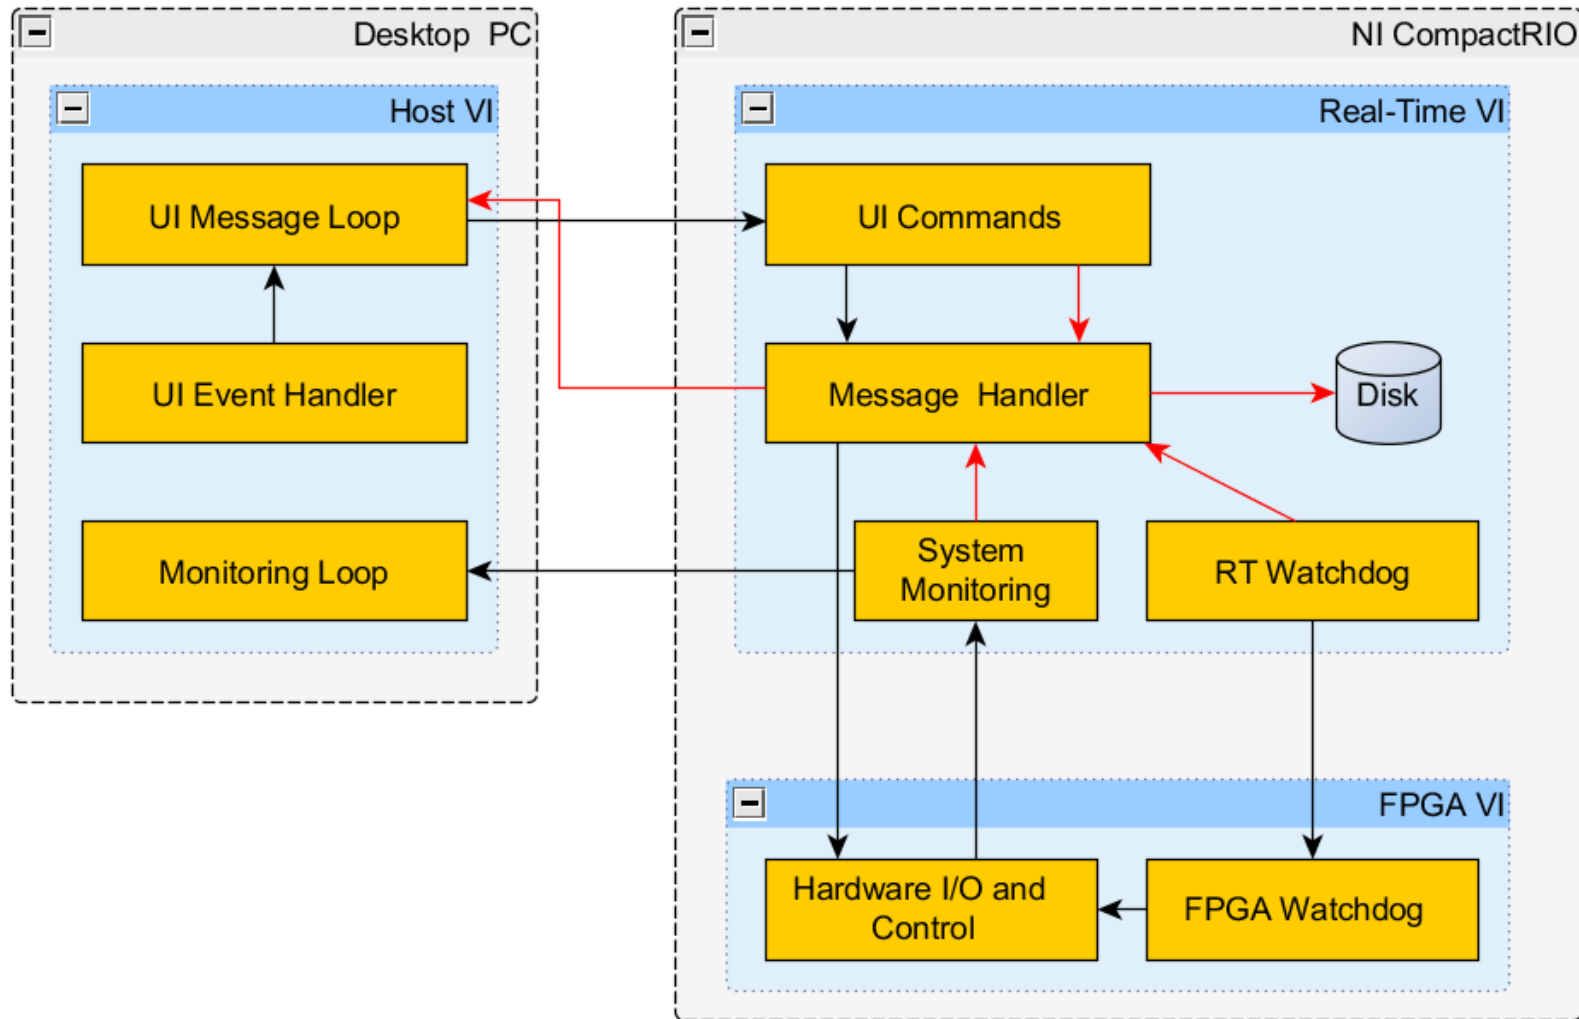 Desktop PC
Host VI
UI Message Loop
UI Event Handler
Monitoring Loop
NI CompactRIO
Real-Time VI
UI Commands
Message Handler
Disk
System
Monitoring
RT Watchdog
FPGA VI
Hardware I/O and
Control
FPGA Watchdog